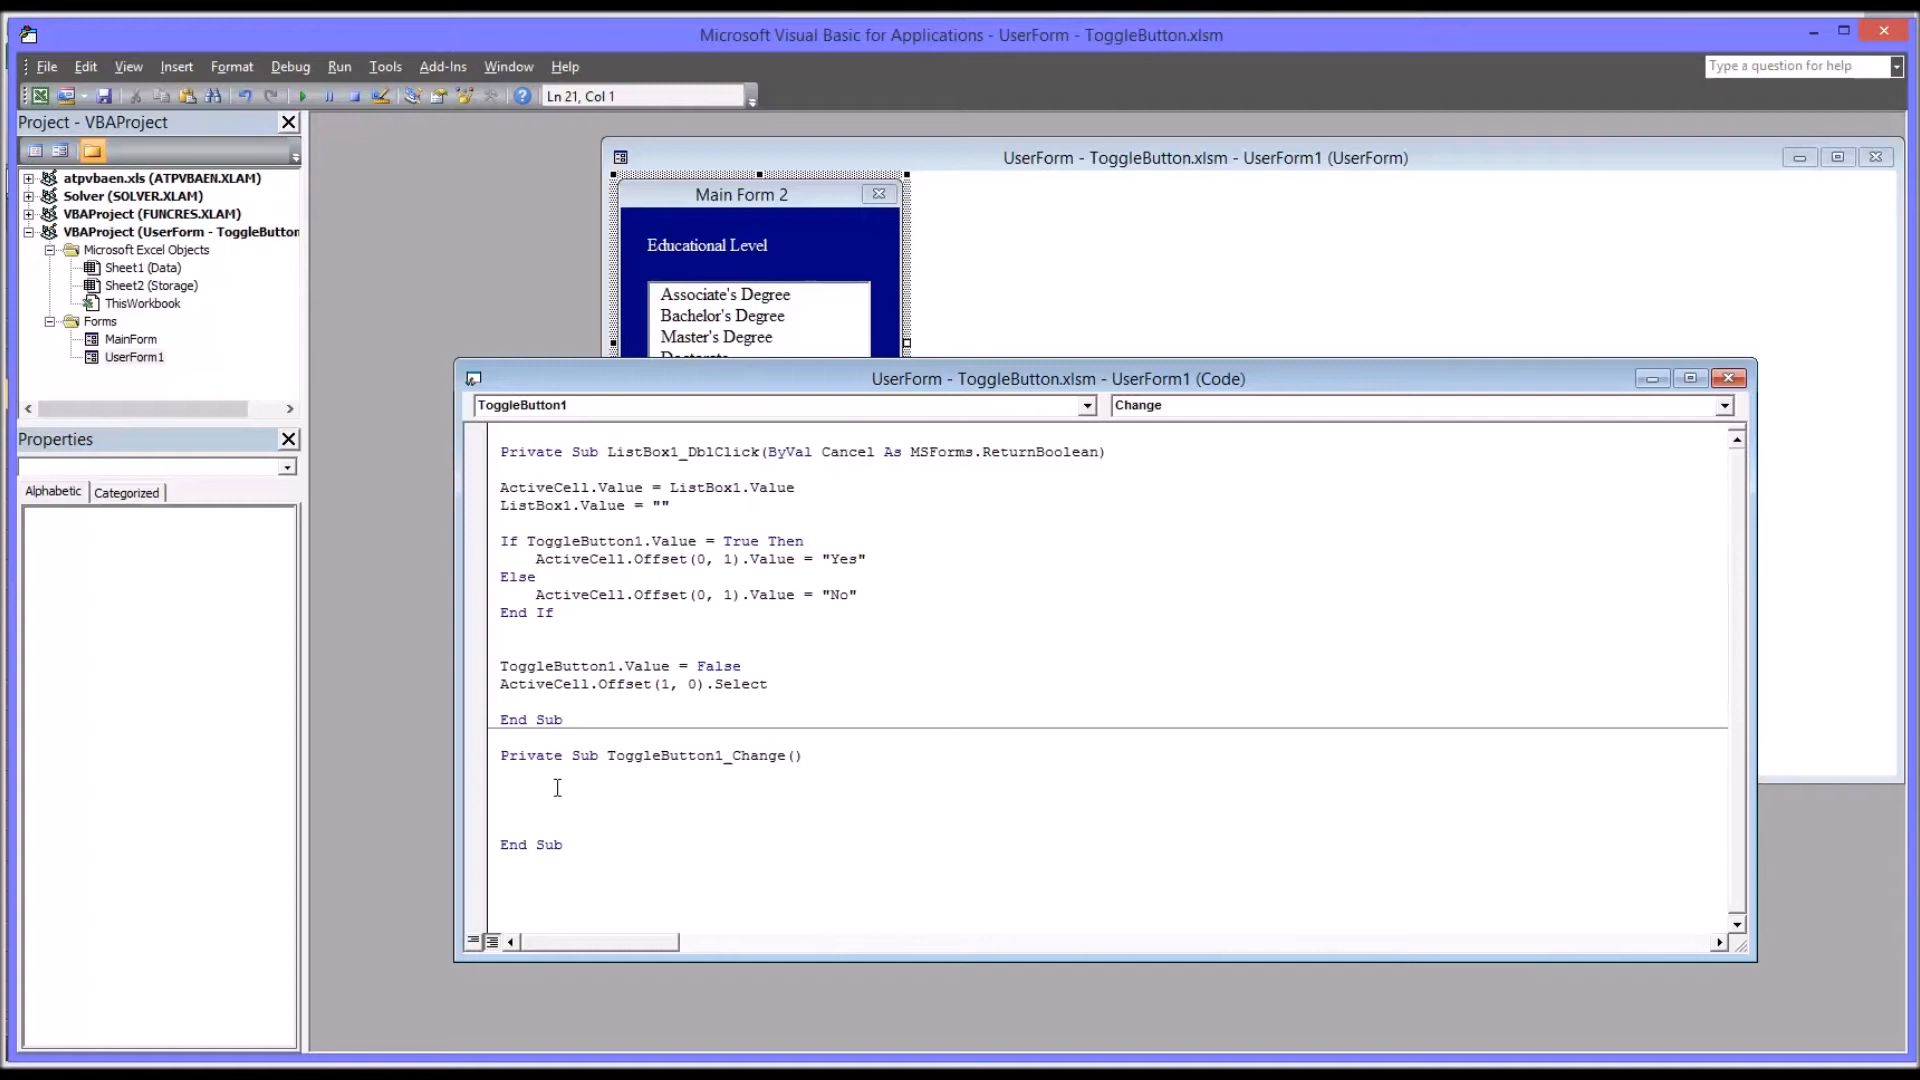 Microsoft Visual Basic for Applications - UserForm - ToggleButton.xlsm
File Edit View Insert Format Debug Run Tools Add-Ins Window Help
Type a question for help
Ln 21, Col 1
Project - VBAProject
atpvbaen.xls (ATPVBAEN.XLAM)
Solver (SOLVER.XLAM)
VBAProject (FUNCRES.XLAM)
VBAProject (UserForm - ToggleButton
Microsoft Excel Objects
Sheet1 (Data)
Sheet2 (Storage)
ThisWorkbook
Forms
MainForm
UserForm1
Properties
Alphabetic Categorized
UserForm - ToggleButton.xlsm - UserForm1 (UserForm)
Main Form 2
Educational Level
Associate's Degree
Bachelor's Degree
Master's Degree
Doctorate
UserForm - ToggleButton.xlsm - UserForm1 (Code)
ToggleButton1
Change
Private Sub ListBox1_DblClick(ByVal Cancel As MSForms.ReturnBoolean)
ActiveCell.Value = ListBox1.Value
ListBox1.Value = ""
If ToggleButton1.Value = True Then
ActiveCell.Offset(0, 1).Value = "Yes"
Else
ActiveCell.Offset(0, 1).Value = "No"
End If
ToggleButton1.Value = False
ActiveCell.Offset(1, 0).Select
End Sub
Private Sub ToggleButton1_Change()
End Sub